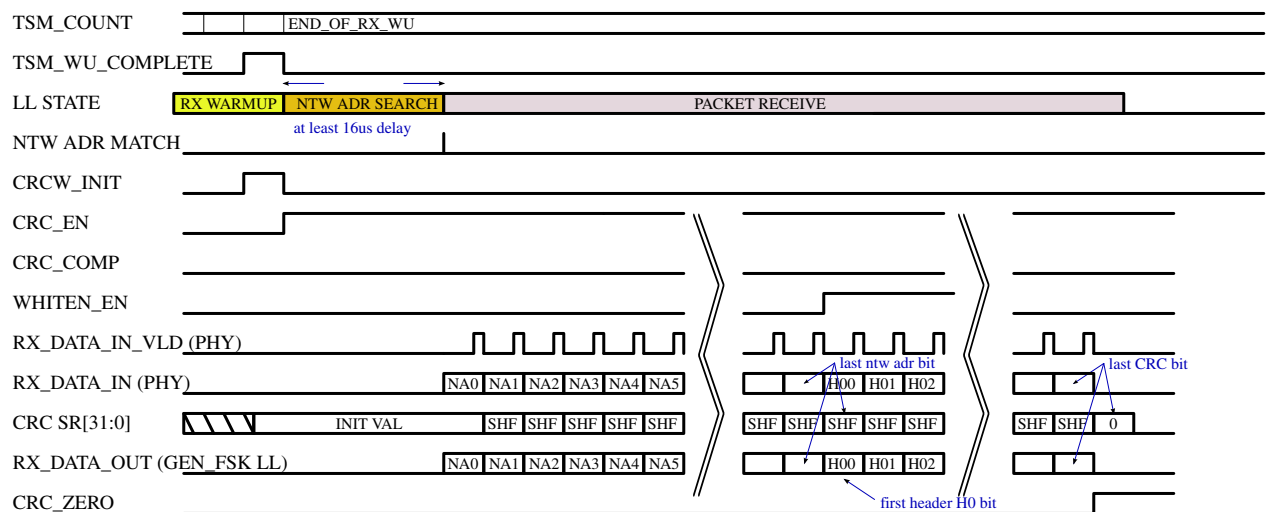 TSM_COUNT END_OF_RX_WU
TSM_WU_COMPLETE
LL STATE RX WARMUP NTW ADR SEARCH PACKET RECEIVE
at least 16us delay
NTW ADR MATCH
CRCW_INIT
CRC_EN
CRC_COMP
WHITEN_EN
RX_DATA_IN_VLD (PHY)
last ntw adr bit last CRC bit
RX_DATA_IN (PHY) NA0 NA1 NA2 NA3 NA4 NA5 H00 H01 H02
CRC SR[31:0] INIT VAL SHF SHF SHF SHF SHF SHF SHF SHF SHF SHF SHF SHF 0
RX_DATA_OUT (GEN_FSK LL) NA0 NA1 NA2 NA3 NA4 NA5 H00 H01 H02
CRC_ZERO first header H0 bit